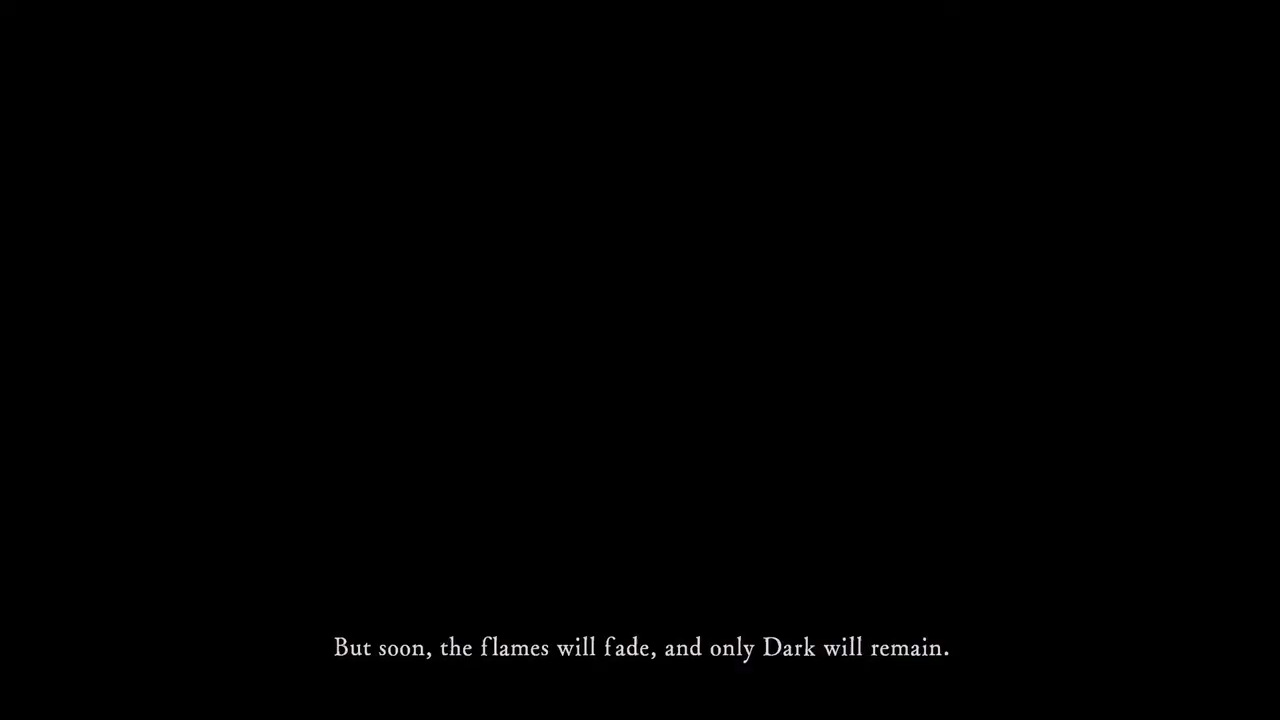 But soon, the flames will fade, and only Dark will remain.